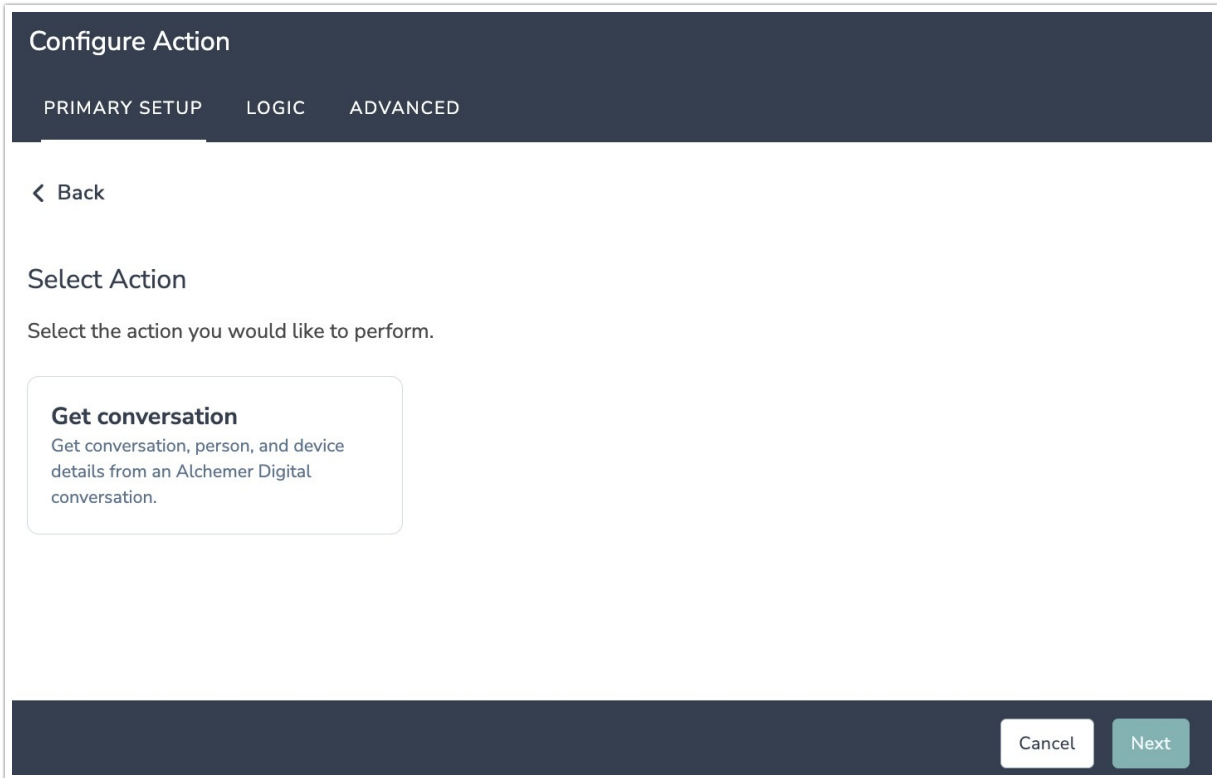 Configure Action
PRIMARY SETUP LOGIC ADVANCED
Back
Select Action
Select the action you would like to perform.
Get conversation
Get conversation, person, and device
details from an Alchemer Digital
conversation.
Cancel Next